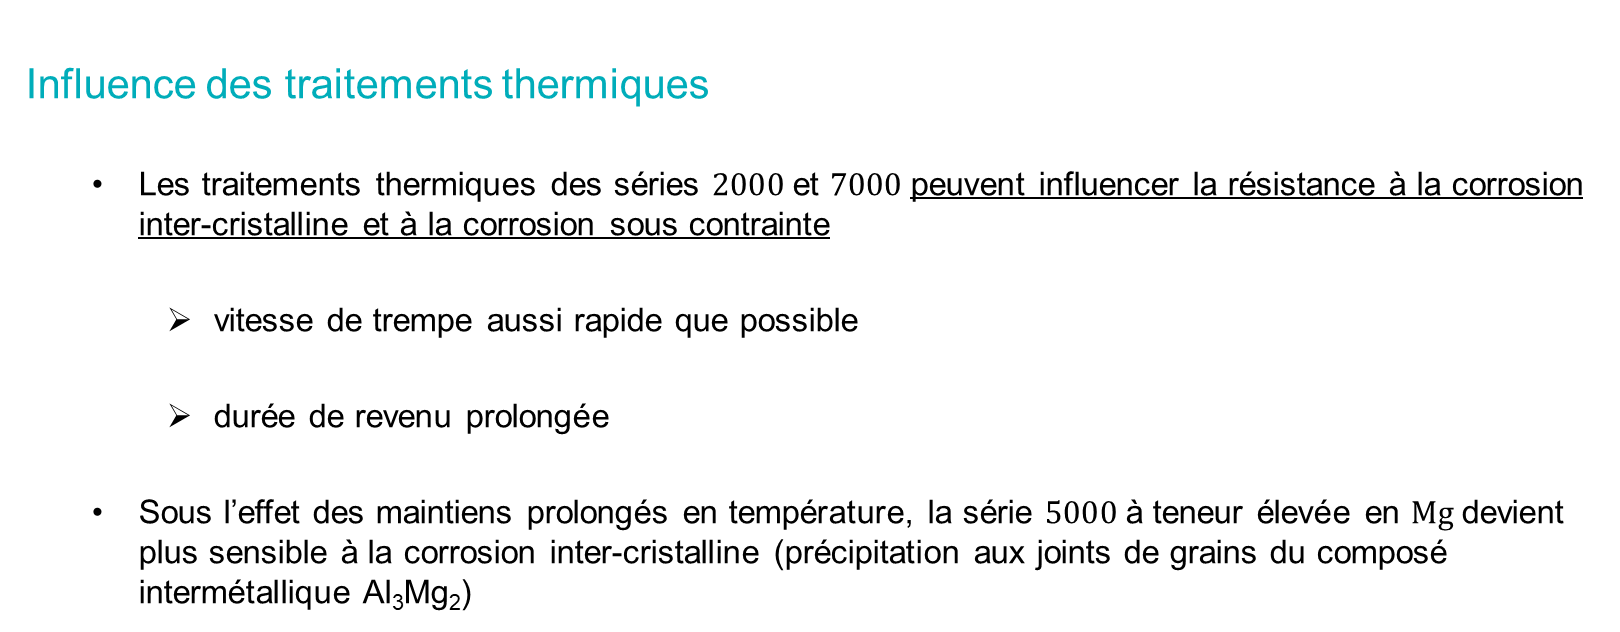 Influence des traitements thermiques
• Les traitements thermiques des séries 2000 et 7000 peuvent influencer la résistance à la corrosion
inter-cristalline et à la corrosion sous contrainte
➢ vitesse de trempe aussi rapide que possible
➢ durée de revenu prolongée
• Sous l’effet des maintiens prolongés en température, la série 5000 à teneur élevée en Mg devient
plus sensible à la corrosion inter-cristalline (précipitation aux joints de grains du composé
intermétallique Al₃Mg₂)